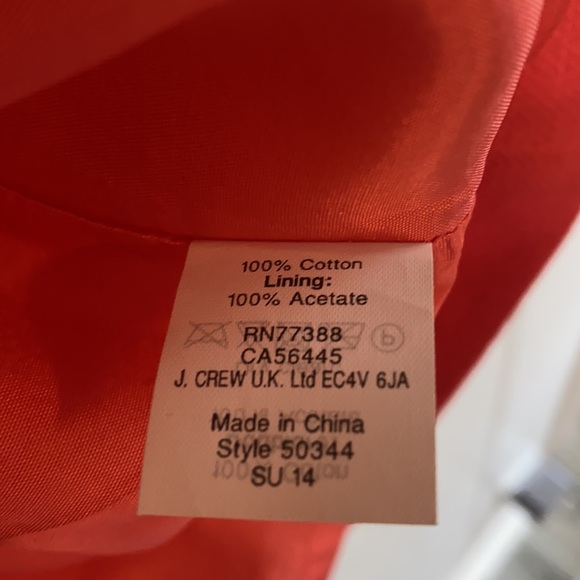 100% Cotton
Lining:
100% Acetate
RN77388
CA56445
J. CREW U.K. Ltd EC4V 6JA
Made in China
Style 50344
SU 14